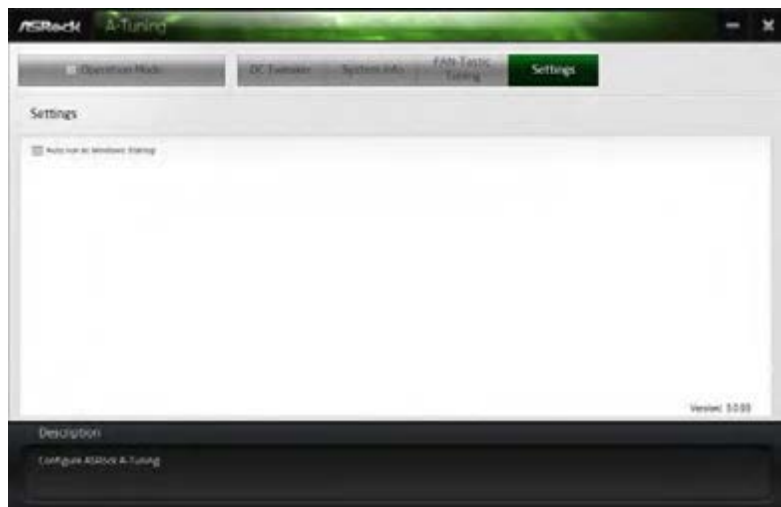 ASRock A-Tuning
Operation Mode
OC Tweaker
System Info
FAN-Tastic
Tuning
Settings
Settings
Auto run at Windows Startup
Version:
Description
Configure ASRock A-Tuning